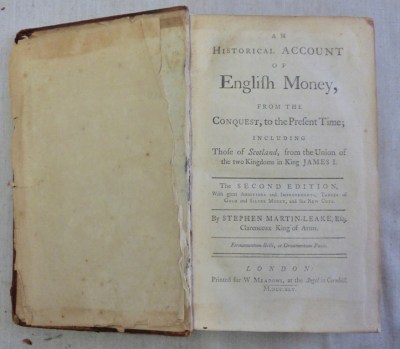 AN
HISTORICAL ACCOUNT
OF
Engliſh Money,
FROM THE
CONQUEST, to the Preſent Time;
INCLUDING
Thoſe of Scotland, from the Union of
the two Kingdoms in King JAMES I.
The SECOND EDITION,
With great ADDITIONS and IMPROVEMENTS; TABLES of
GOLD and SILVER MONEY, and the NEW
By STEPHEN MARTIN-LEAKE, Eſq;
Clarenceux King of Arms.
LONDON:
Printed for W. MEADOWS, at the Angel in Cornhill.